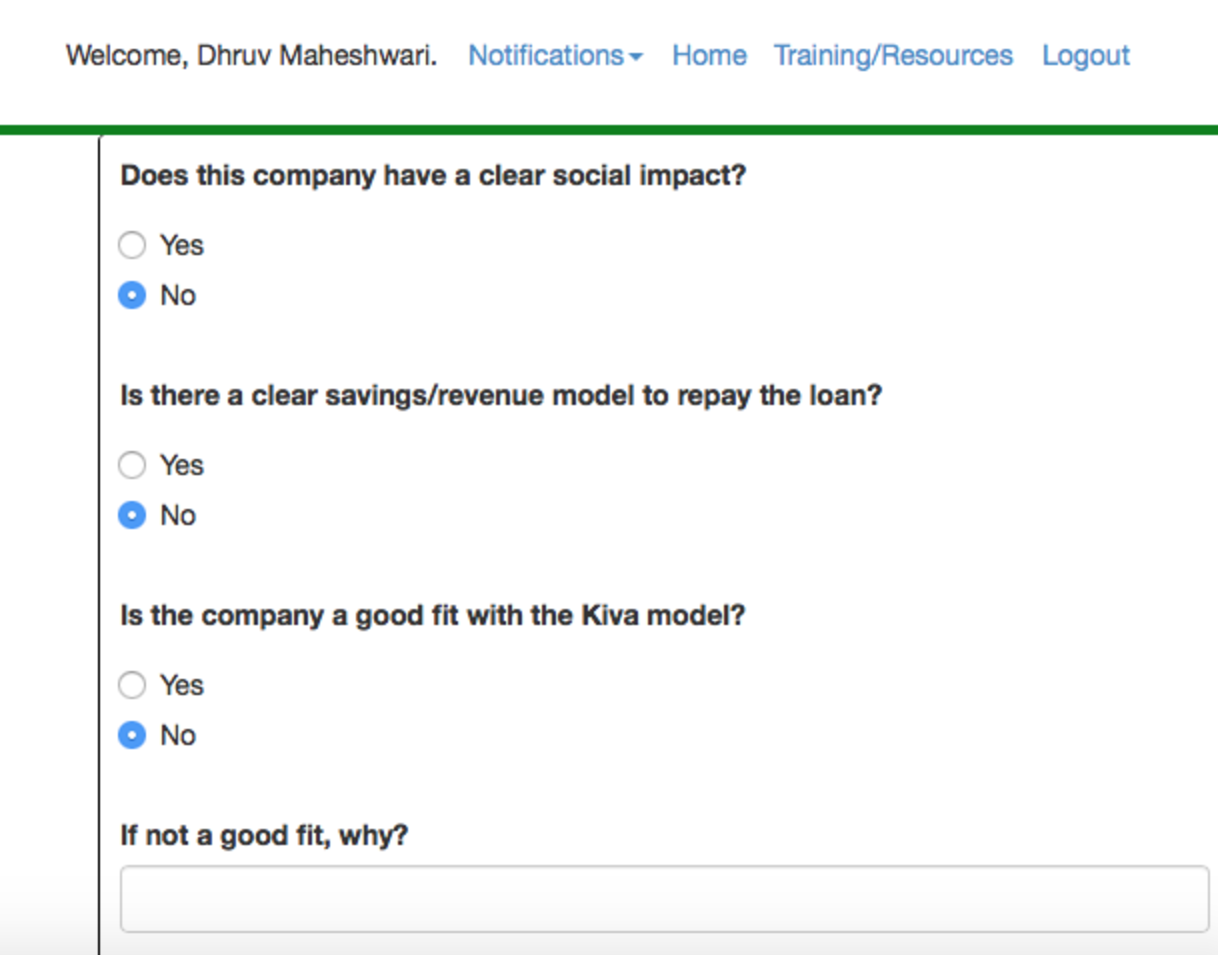 Welcome, Dhruv Maheshwari. Notifications Home Training/Resources Logout
Does this company have a clear social impact?
Yes
No
Is there a clear savings/revenue model to repay the loan?
Yes
No
Is the company a good fit with the Kiva model?
Yes
No
If not a good fit, why?